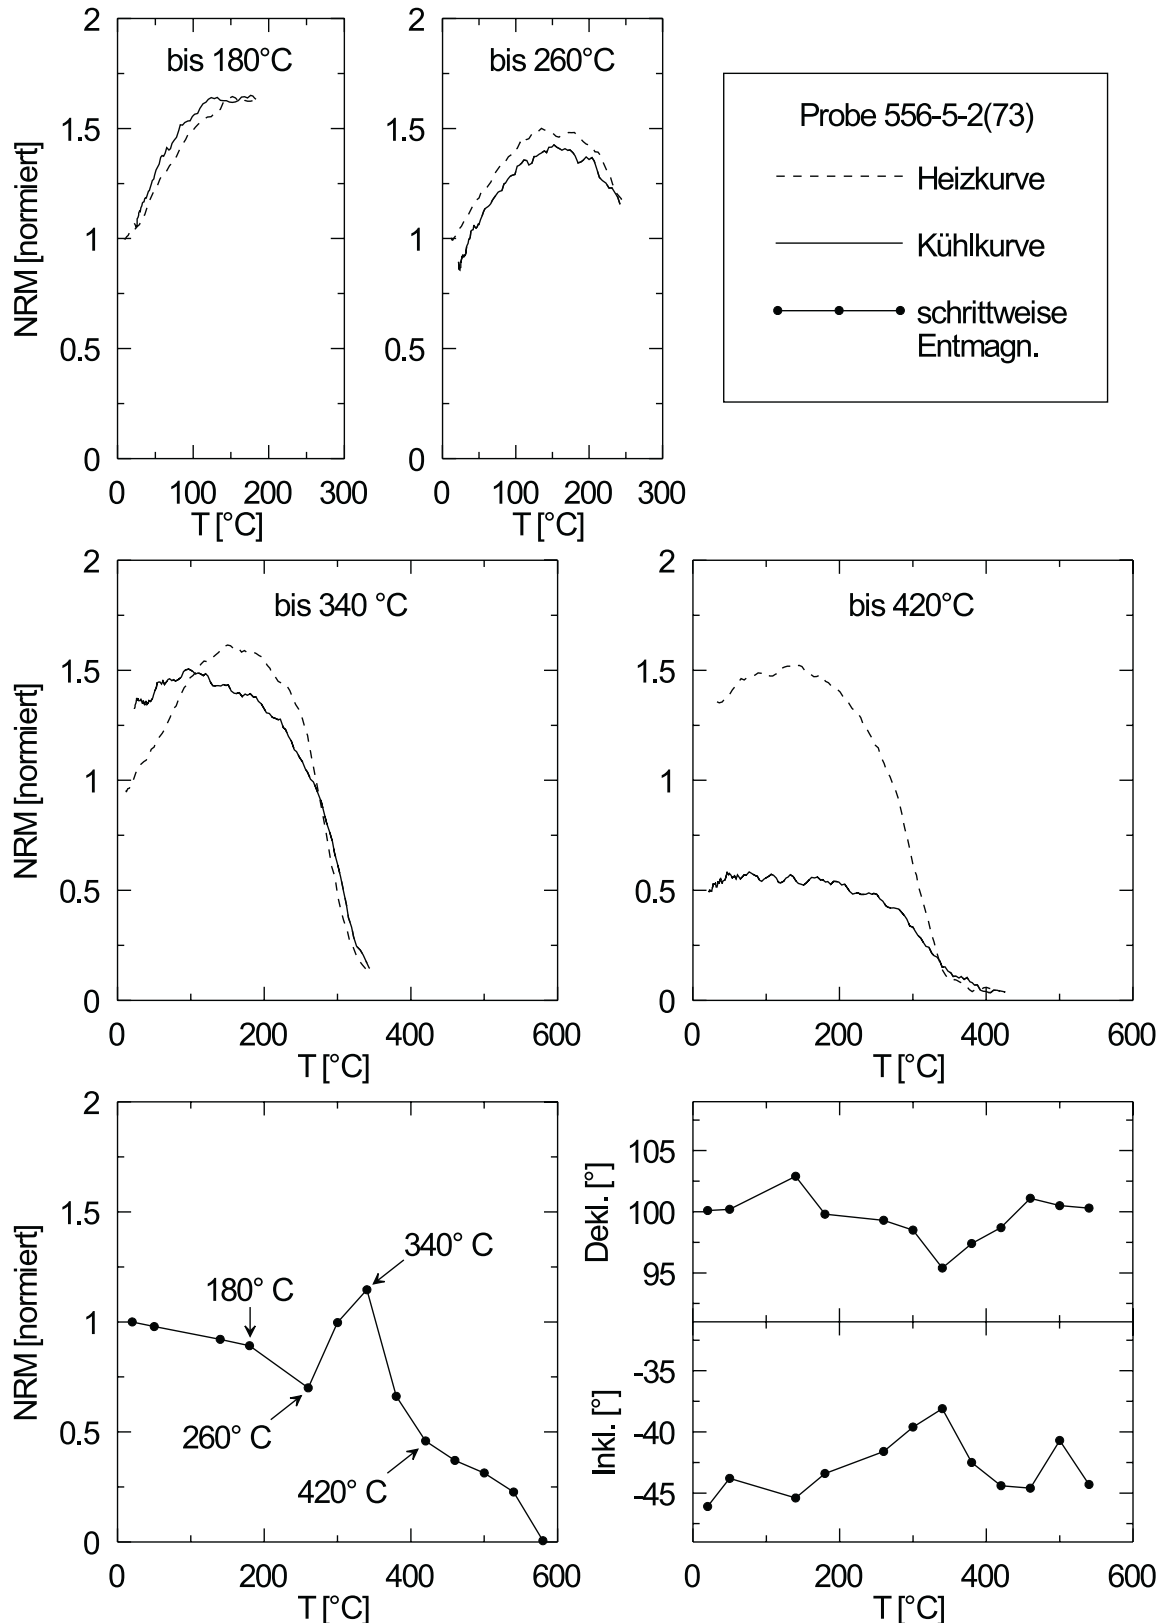 bis 180°C
NRM [normiert]
2
1.5
1
0.5
0
0 100 200 300
T [°C]
bis 260°C
2
1.5
1
0.5
0
0 100 200 300
T [°C]
Probe 556-5-2(73)
Heizkurve
Kühlkurve
schrittweise
Entmagn.
bis 340 °C
NRM [normiert]
2
1.5
1
0.5
0
0 200 400 600
T [°C]
bis 420°C
2
1.5
1
0.5
0
0 200 400 600
T [°C]
NRM [normiert]
2
1.5
1
0.5
0
340° C
180° C
260° C
420° C
0 200 400 600
T [°C]
Dekl. [°]
105
100
95
Inkl. [°]
-35
-40
-45
0 200 400 600
T [°C]